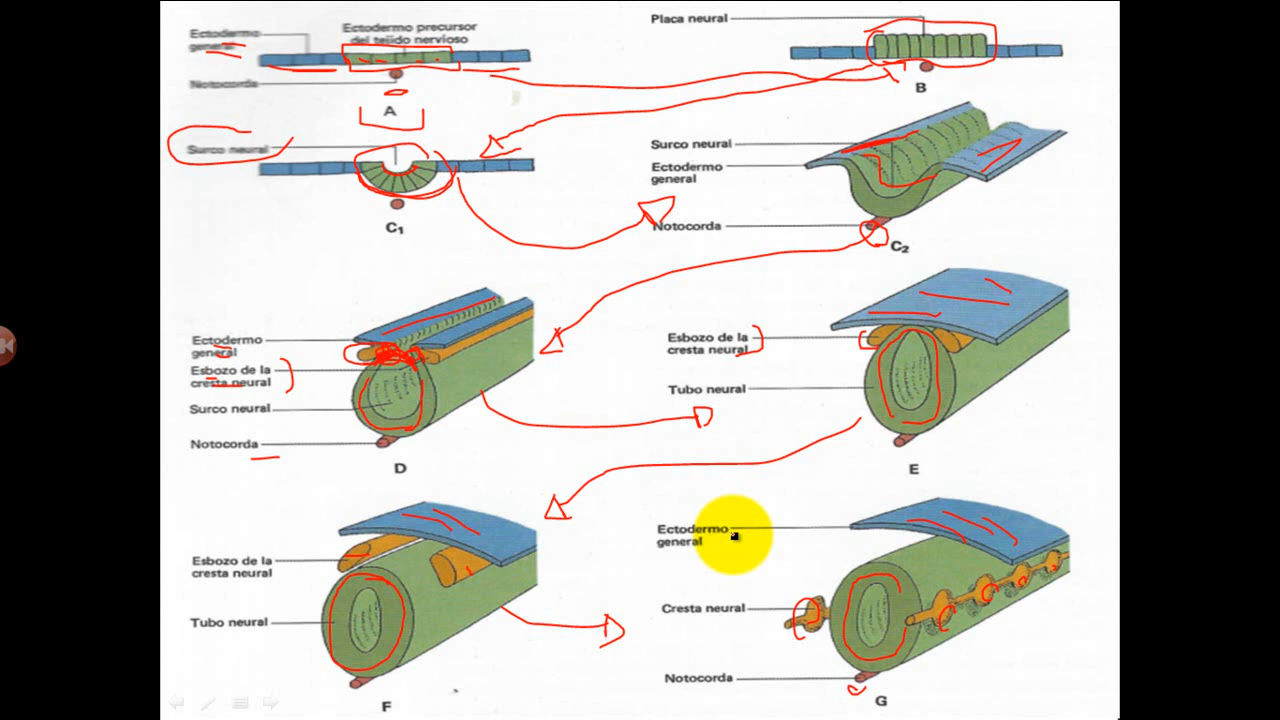 Ectodermo
general
Ectodermo precursor
del tejido nervioso
Notocorda
A
Placa neural
B
Surco neural
C1
Surco neural
Ectodermo
general
Notocorda
C2
Ectodermo
general
Esbozo de la
cresta neural
Surco neural
Notocorda
D
Esbozo de la
cresta neural
Tubo neural
E
Esbozo de la
cresta neural
Tubo neural
F
Ectodermo
general
Cresta neural
Notocorda
G